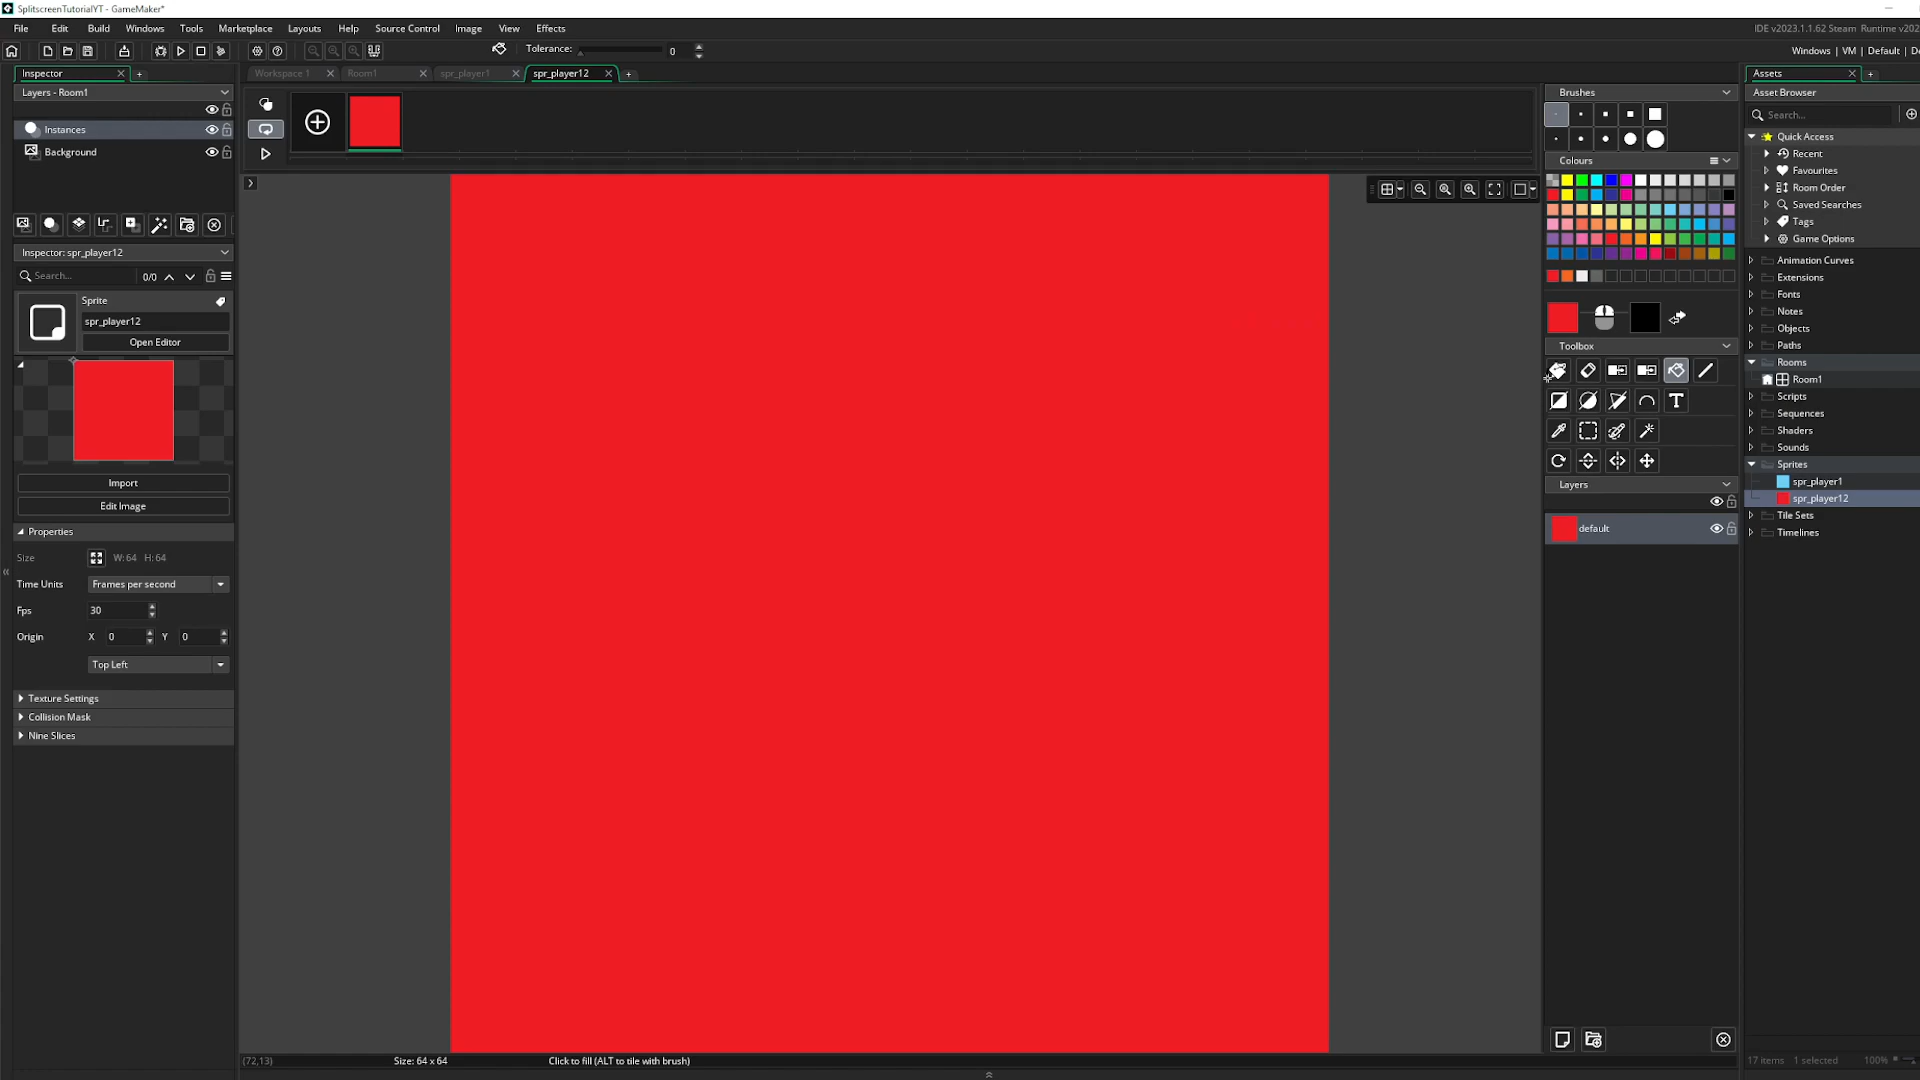 SplitscreenTutorialYT - GameMaker*
File Edit Build Windows Tools Marketplace Layouts Help Source Control Image View Effects
IDE v2023.1.1.62 Steam Runtime v202
Tolerance: 0
Windows | VM | Default |
Inspector
Workspace 1 Room1 spr_player1 spr_player12
Assets
Layers - Room1
Instances
Background
Inspector: spr_player12
Search... 0/0
Sprite
spr_player12
Open Editor
Import
Edit Image
Properties
Size W:64 H:64
Time Units Frames per second
Fps 30
Origin X 0 Y 0
Top Left
Texture Settings
Collision Mask
Nine Slices
(72,13) Size: 64 x 64 Click to fill (ALT to tile with brush)
Brushes
Colours
Toolbox
Layers
default
Asset Browser
Search...
Quick Access
Recent
Favourites
Room Order
Saved Searches
Tags
Game Options
Animation Curves
Extensions
Fonts
Notes
Objects
Paths
Rooms
Room1
Scripts
Sequences
Shaders
Sounds
Sprites
spr_player1
spr_player12
Tile Sets
Timelines
17 items 1 selected 100%